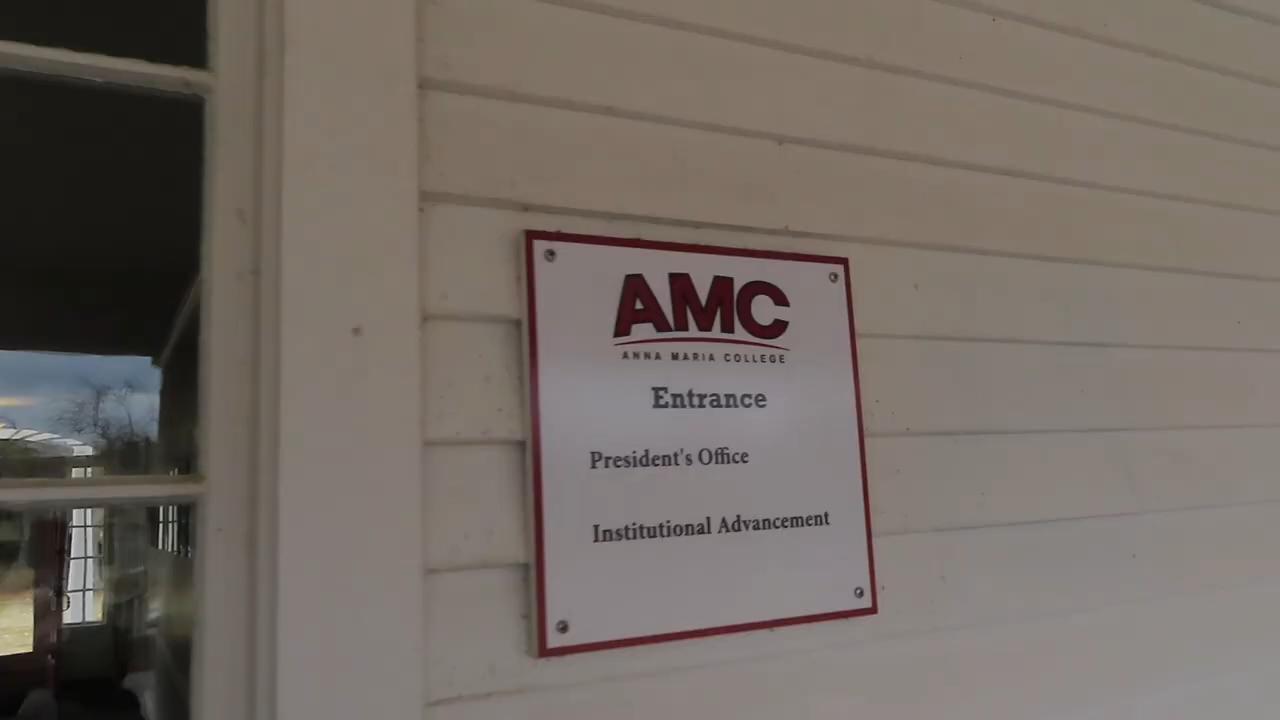 AMC
ANNA MARIA COLLEGE
Entrance
President's Office
Institutional Advancement